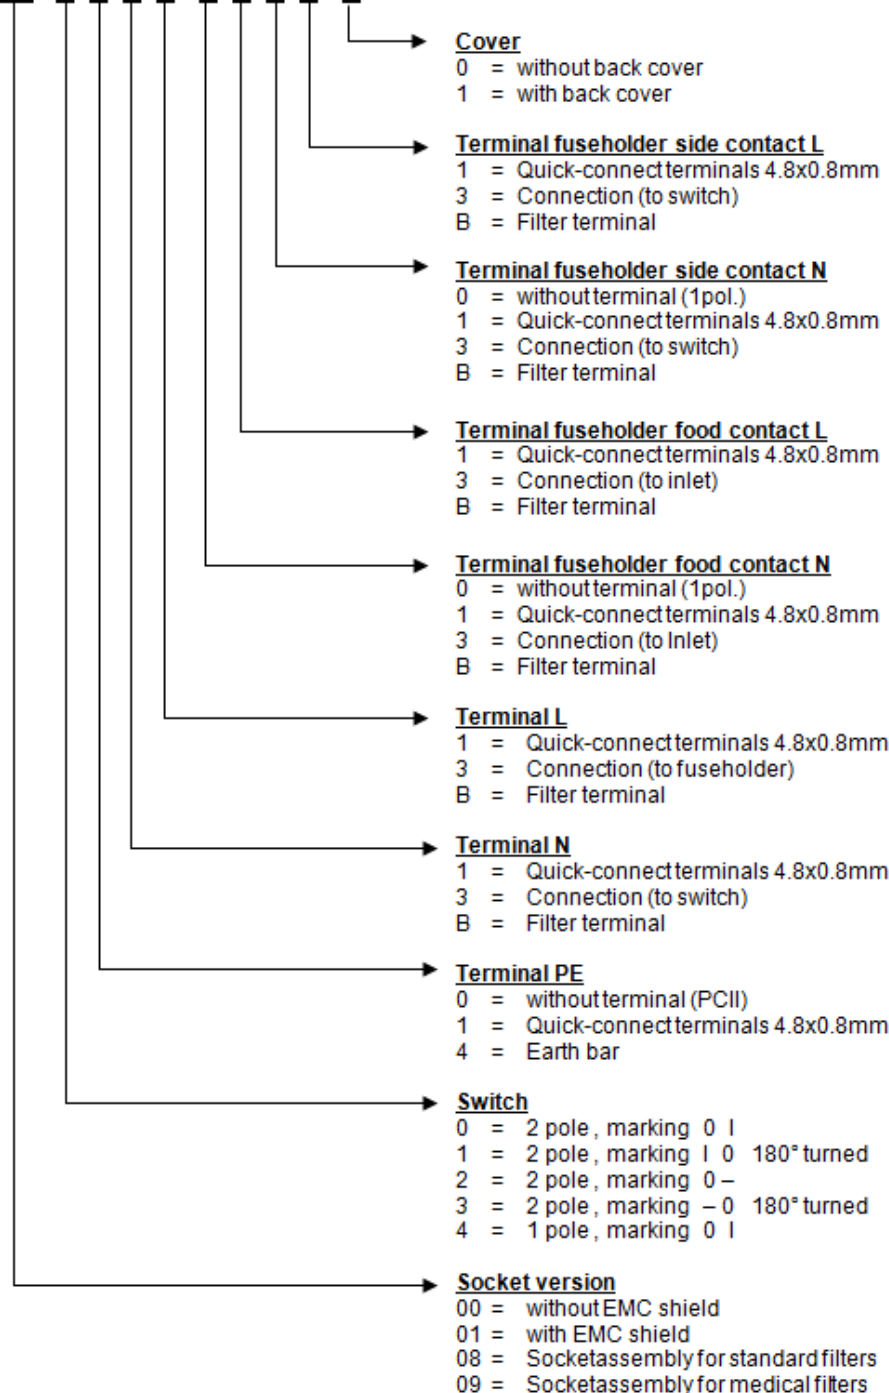 Cover
0 = without back cover
1 = with back cover
Terminal fuseholder side contact L
1 = Quick-connect terminals 4.8x0.8mm
3 = Connection (to switch)
B = Filter terminal
Terminal fuseholder side contact N
0 = without terminal (1pol.)
1 = Quick-connect terminals 4.8x0.8mm
3 = Connection (to switch)
B = Filter terminal
Terminal fuseholder food contact L
1 = Quick-connect terminals 4.8x0.8mm
3 = Connection (to inlet)
B = Filter terminal
Terminal fuseholder food contact N
0 = without terminal (1pol.)
1 = Quick-connect terminals 4.8x0.8mm
3 = Connection (to Inlet)
B = Filter terminal
Terminal L
1 = Quick-connect terminals 4.8x0.8mm
3 = Connection (to fuseholder)
B = Filter terminal
Terminal N
1 = Quick-connect terminals 4.8x0.8mm
3 = Connection (to switch)
B = Filter terminal
Terminal PE
0 = without terminal (PCII)
1 = Quick-connect terminals 4.8x0.8mm
4 = Earth bar
Switch
0 = 2 pole , marking 0 I
1 = 2 pole , marking I 0 180° turned
2 = 2 pole , marking 0 –
3 = 2 pole , marking – 0 180° turned
4 = 1 pole , marking 0 I
Socket version
00 = without EMC shield
01 = with EMC shield
08 = Socketassembly for standard filters
09 = Socketassembly for medical filters